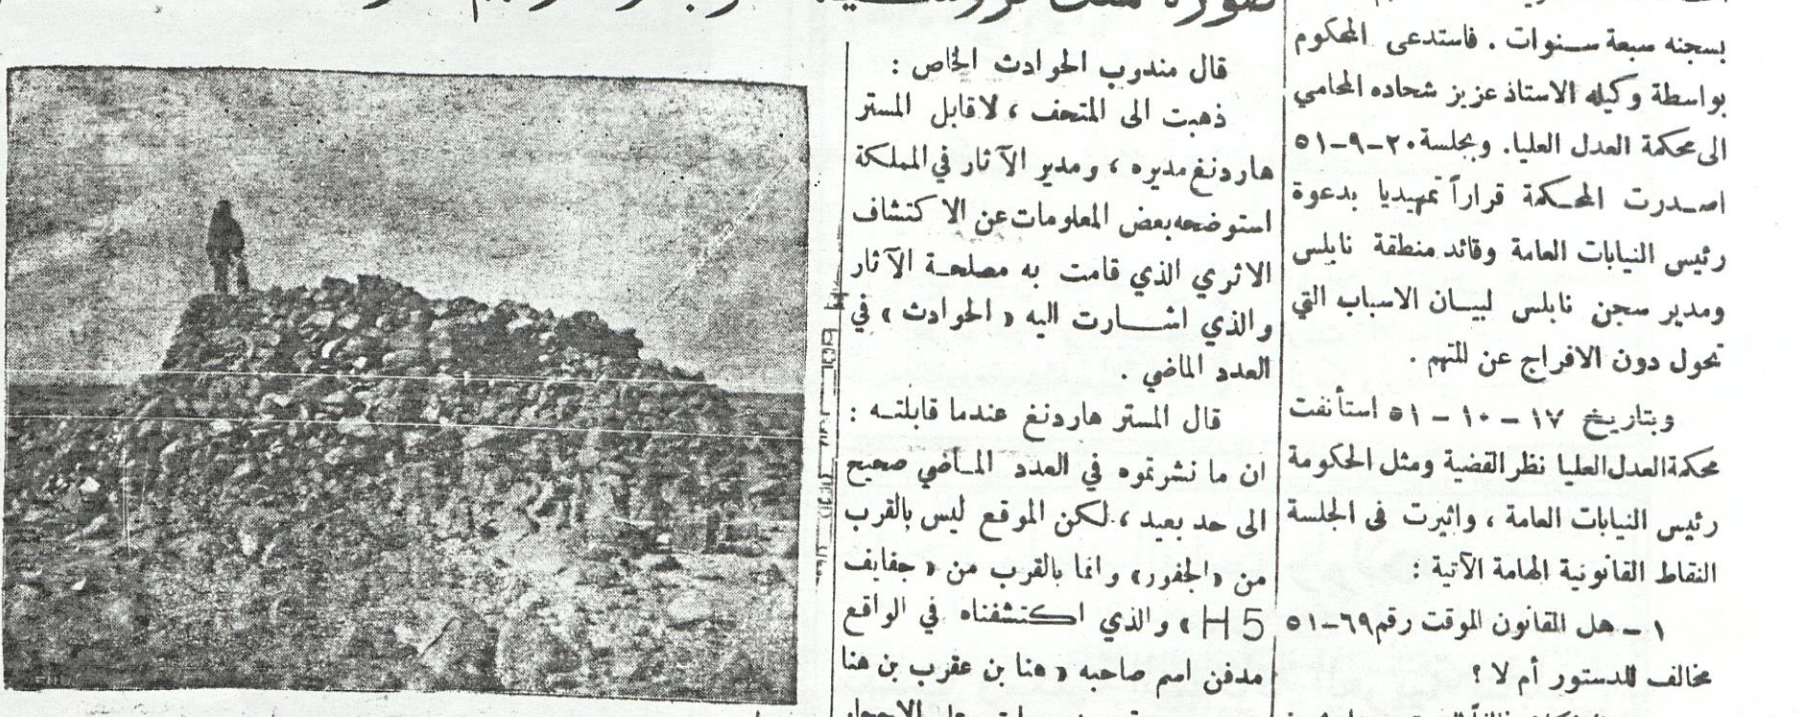 بسجنه سبعة سنوات . فاستدعى المحكوم
بواسطة وكيله الاستاذ عزيز شحاده المحامي
الى محكمة العدل العليا. وبجلسة ٢٠-٩-٥١
اصدرت المحكمة قراراً تمهيديا بدعوة
رئيس النيابات العامة وقائد منطقة نابلس
ومدير سجن نابلس لبيان الاسباب التي
تحول دون الافراج عن المتهم .
وبتاريخ ١٧ - ١٠ - ٥١ استأنفت
محكمة العدل العليا نظر القضية ومثل الحكومة
رئيس النيابات العامة ، واثيرت فى الجلسة
النقاط القانونية الهامة الآتية :
١ - هل القانون الموقت رقم ٦٩-٥١
مخالف للدستور أم لا ؟
قال مندوب الحوادث الخاص :
ذهبت الى المتحف ، لاقابل المستر
هاردنغ مديره ، ومدير الآثار في المملكة
استوضحه بعض المعلومات عن الاكتشاف
الاثري الذي قامت به مصلحة الآثار
والذي اشارت اليه « الحوادث » في
العدد الماضي .
قال المستر هاردنغ عندما قابلته :
ان ما نشرتموه في العدد الماضي صحيح
الى حد بعيد ، لكن الموقع ليس بالقرب
من «الجفور» وانما بالقرب من « جفايف
H5 » والذي اكتشفناه في الواقع
مدفن اسم صاحبه « هنا بن عقرب بن هنا